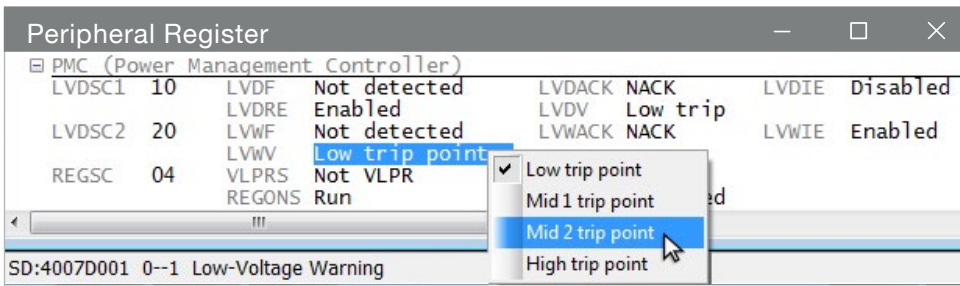 Peripheral Register
PMC (Power Management Controller)
LVDSC1 10 LVDF Not detected LVDACK NACK LVDIE Disabled
LVDRE Enabled LVDV Low trip
LVDSC2 20 LVWF Not detected LVWACK NACK LVWIE Enabled
LVWV Low trip point
REGSC 04 VLPRS Not VLPR
REGONS Run
Low trip point
Mid 1 trip point
Mid 2 trip point
High trip point
SD:4007D001 0--1 Low-Voltage Warning